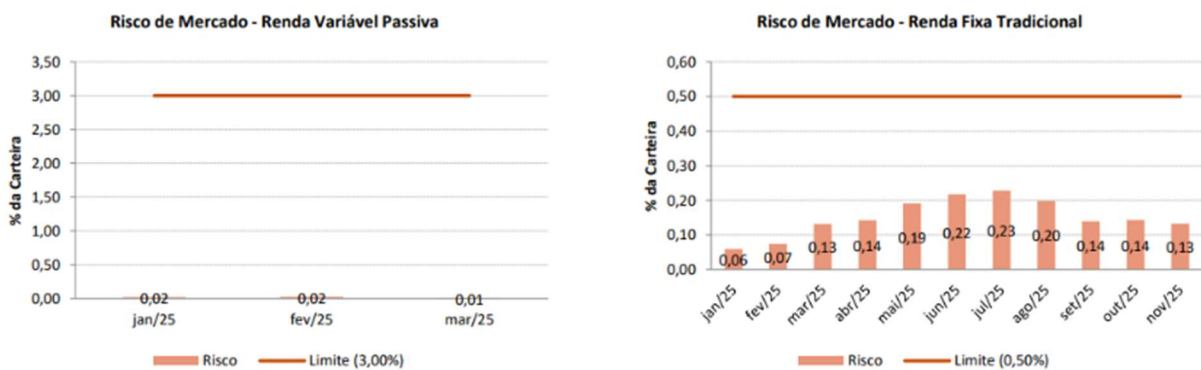 Risco de Mercado - Renda Variável Passiva
% da Carteira
3,50
3,00
2,50
2,00
1,50
1,00
0,50
0,00
0,02
0,02
0,01
jan/25
fev/25
mar/25
Risco
Limite (3,00%)
Risco de Mercado - Renda Fixa Tradicional
% da Carteira
0,60
0,50
0,40
0,30
0,20
0,10
0,00
0,06
0,07
0,13
0,14
0,19
0,22
0,23
0,20
0,14
0,14
0,13
jan/25
fev/25
mar/25
abr/25
mai/25
jun/25
jul/25
ago/25
set/25
out/25
nov/25
Risco
Limite (0,50%)